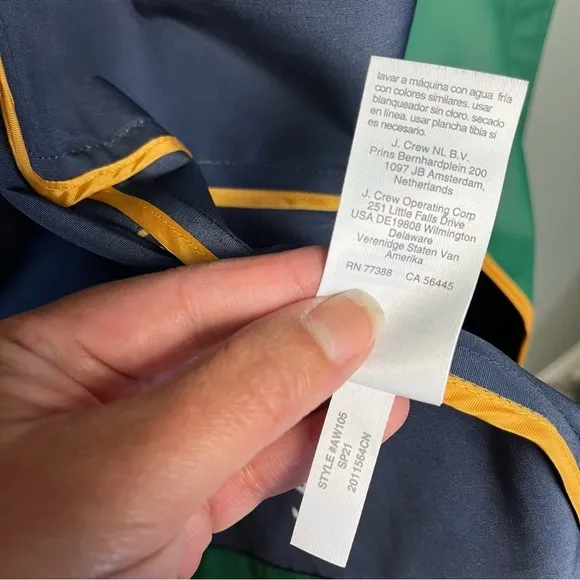 lavar a máquina con agua fría
con colores similares. usar
blanqueador sin cloro. secado
en línea. usar plancha tibia si
es necesario.
J. Crew NL B.V.
Prins Bernhardplein 200
1097 JB Amsterdam,
Netherlands
J. Crew Operating Corp
251 Little Falls Drive
USA DE19808 Wilmington
Delaware
Verenidge Staten Van
Amerika
RN 77388 CA 56445
STYLE #AW105
SP21
2011564CN